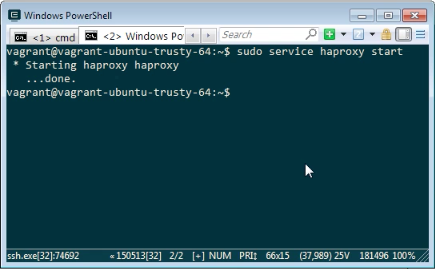 Windows PowerShell
<1> cmd <2> Windows Po Search
vagrant@vagrant-ubuntu-trusty-64:~$ sudo service haproxy start
 * Starting haproxy haproxy
   ...done.
vagrant@vagrant-ubuntu-trusty-64:~$
ssh.exe[32]:74692 «150513[32] 2/2 [+] NUM PRI‡ 66x15 (37,989) 25V 181496 100%